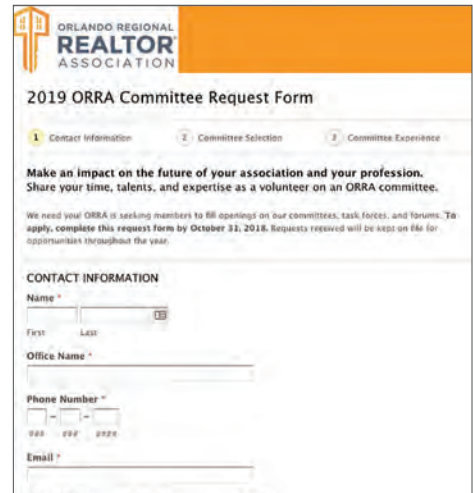 ORLANDO REGIONAL
REALTOR®
ASSOCIATION
2019 ORRA Committee Request Form
1 Contact Information 2 Committee Selection 3 Committee Experience
Make an impact on the future of your association and your profession.
Share your time, talents, and expertise as a volunteer on an ORRA committee.
We need you! ORRA is seeking members to fill openings on our committees, task forces, and forums. To
apply, complete this request form by October 31, 2018. Requests received will be kept on file for
opportunities throughout the year.
CONTACT INFORMATION
Name *
First Last
Office Name *
Phone Number *
- -
### ### ####
Email *